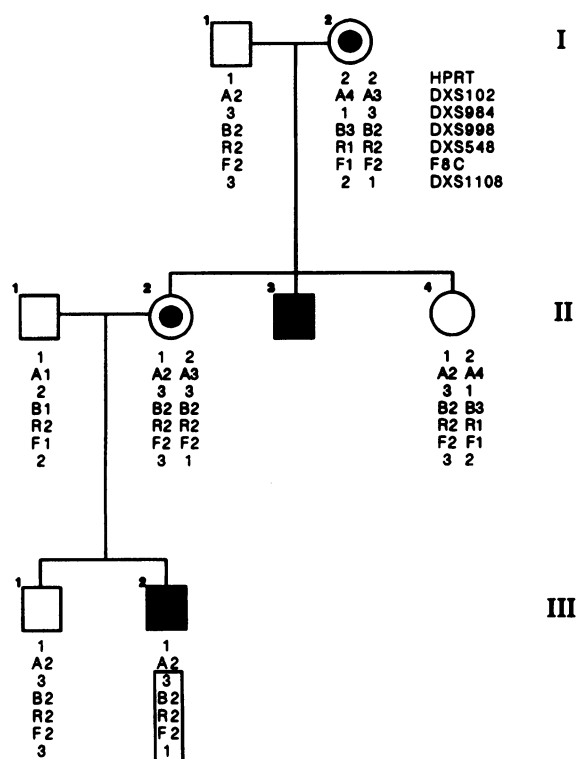 1 2 I
1 2 2 HPRT
A2 A4 A3 DXS102
3 1 3 DXS984
B2 B3 B2 DXS998
R2 R1 R2 DXS548
F2 F1 F2 F8C
3 2 1 DXS1108
1 2 3 4 II
1 1 2 1 2
A1 A2 A3 A2 A4
2 3 3 3 1
B1 B2 B2 B2 B3
R2 R2 R2 R2 R1
F1 F2 F2 F2 F1
2 3 1 3 2
1 2 III
1 1
A2 A2
3 3
B2 B2
R2 R2
F2 F2
3 1